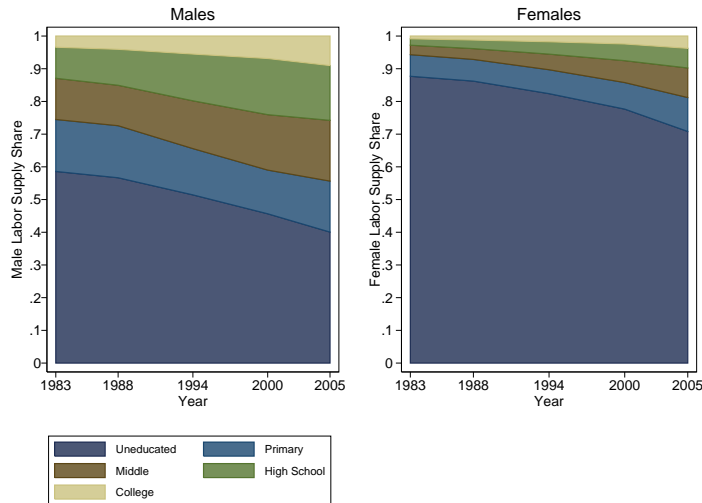 Males
Male Labor Supply Share
1
.9
.8
.7
.6
.5
.4
.3
.2
.1
0
1983 1988 1994 2000 2005
Year
Females
Female Labor Supply Share
1
.9
.8
.7
.6
.5
.4
.3
.2
.1
0
1983 1988 1994 2000 2005
Year
Uneducated Primary
Middle High School
College